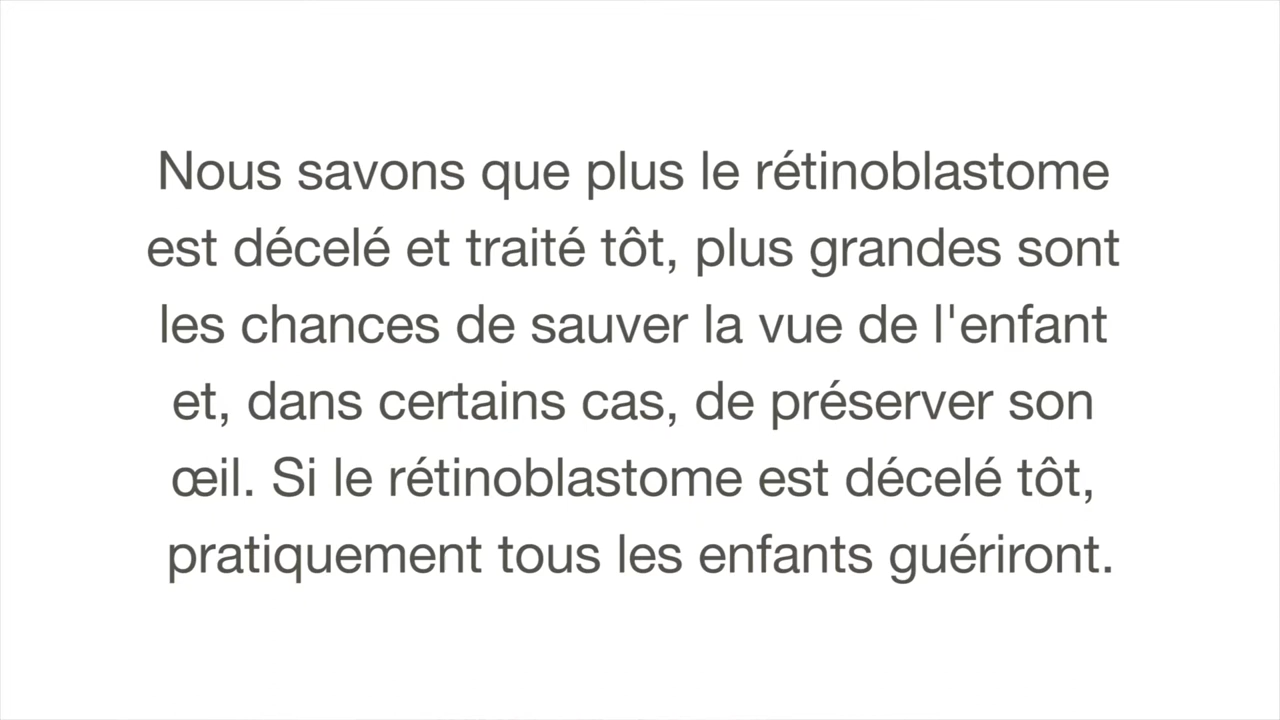 Nous savons que plus le rétinoblastome
est décelé et traité tôt, plus grandes sont
les chances de sauver la vue de l'enfant
et, dans certains cas, de préserver son
œil. Si le rétinoblastome est décelé tôt,
pratiquement tous les enfants guériront.